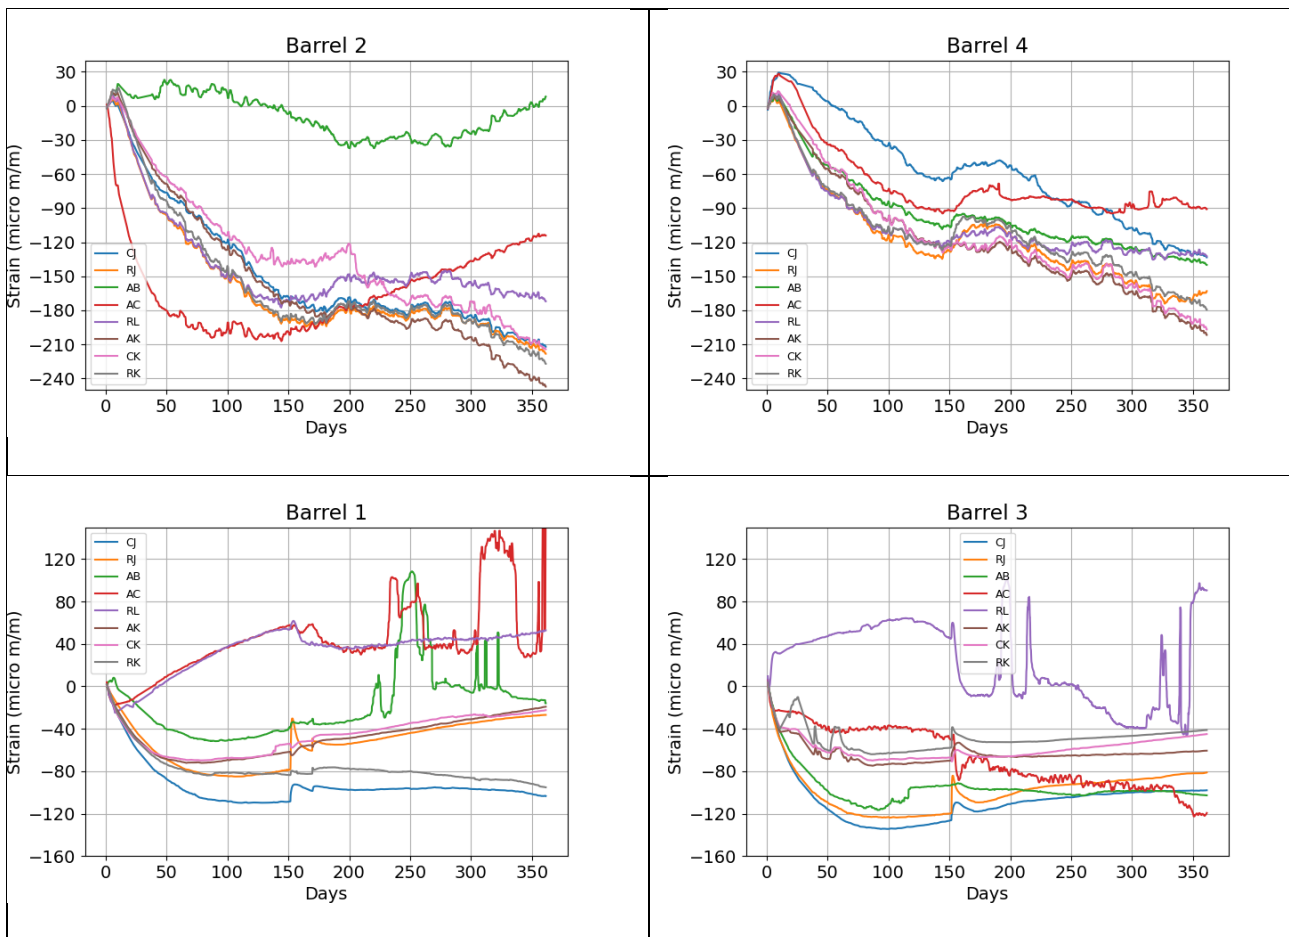 Barrel 2
30
0
−30
−60
−90
−120
−150
−180
−210
−240
Strain (micro m/m)
CJ
RJ
AB
AC
RL
AK
CK
RK
0 50 100 150 200 250 300 350
Days
Barrel 4
30
0
−30
−60
−90
−120
−150
−180
−210
−240
Strain (micro m/m)
CJ
RJ
AB
AC
RL
AK
CK
RK
0 50 100 150 200 250 300 350
Days
Barrel 1
120
80
40
0
−40
−80
−120
−160
Strain (micro m/m)
CJ
RJ
AB
AC
RL
AK
CK
RK
0 50 100 150 200 250 300 350
Days
Barrel 3
120
80
40
0
−40
−80
−120
−160
Strain (micro m/m)
CJ
RJ
AB
AC
RL
AK
CK
RK
0 50 100 150 200 250 300 350
Days